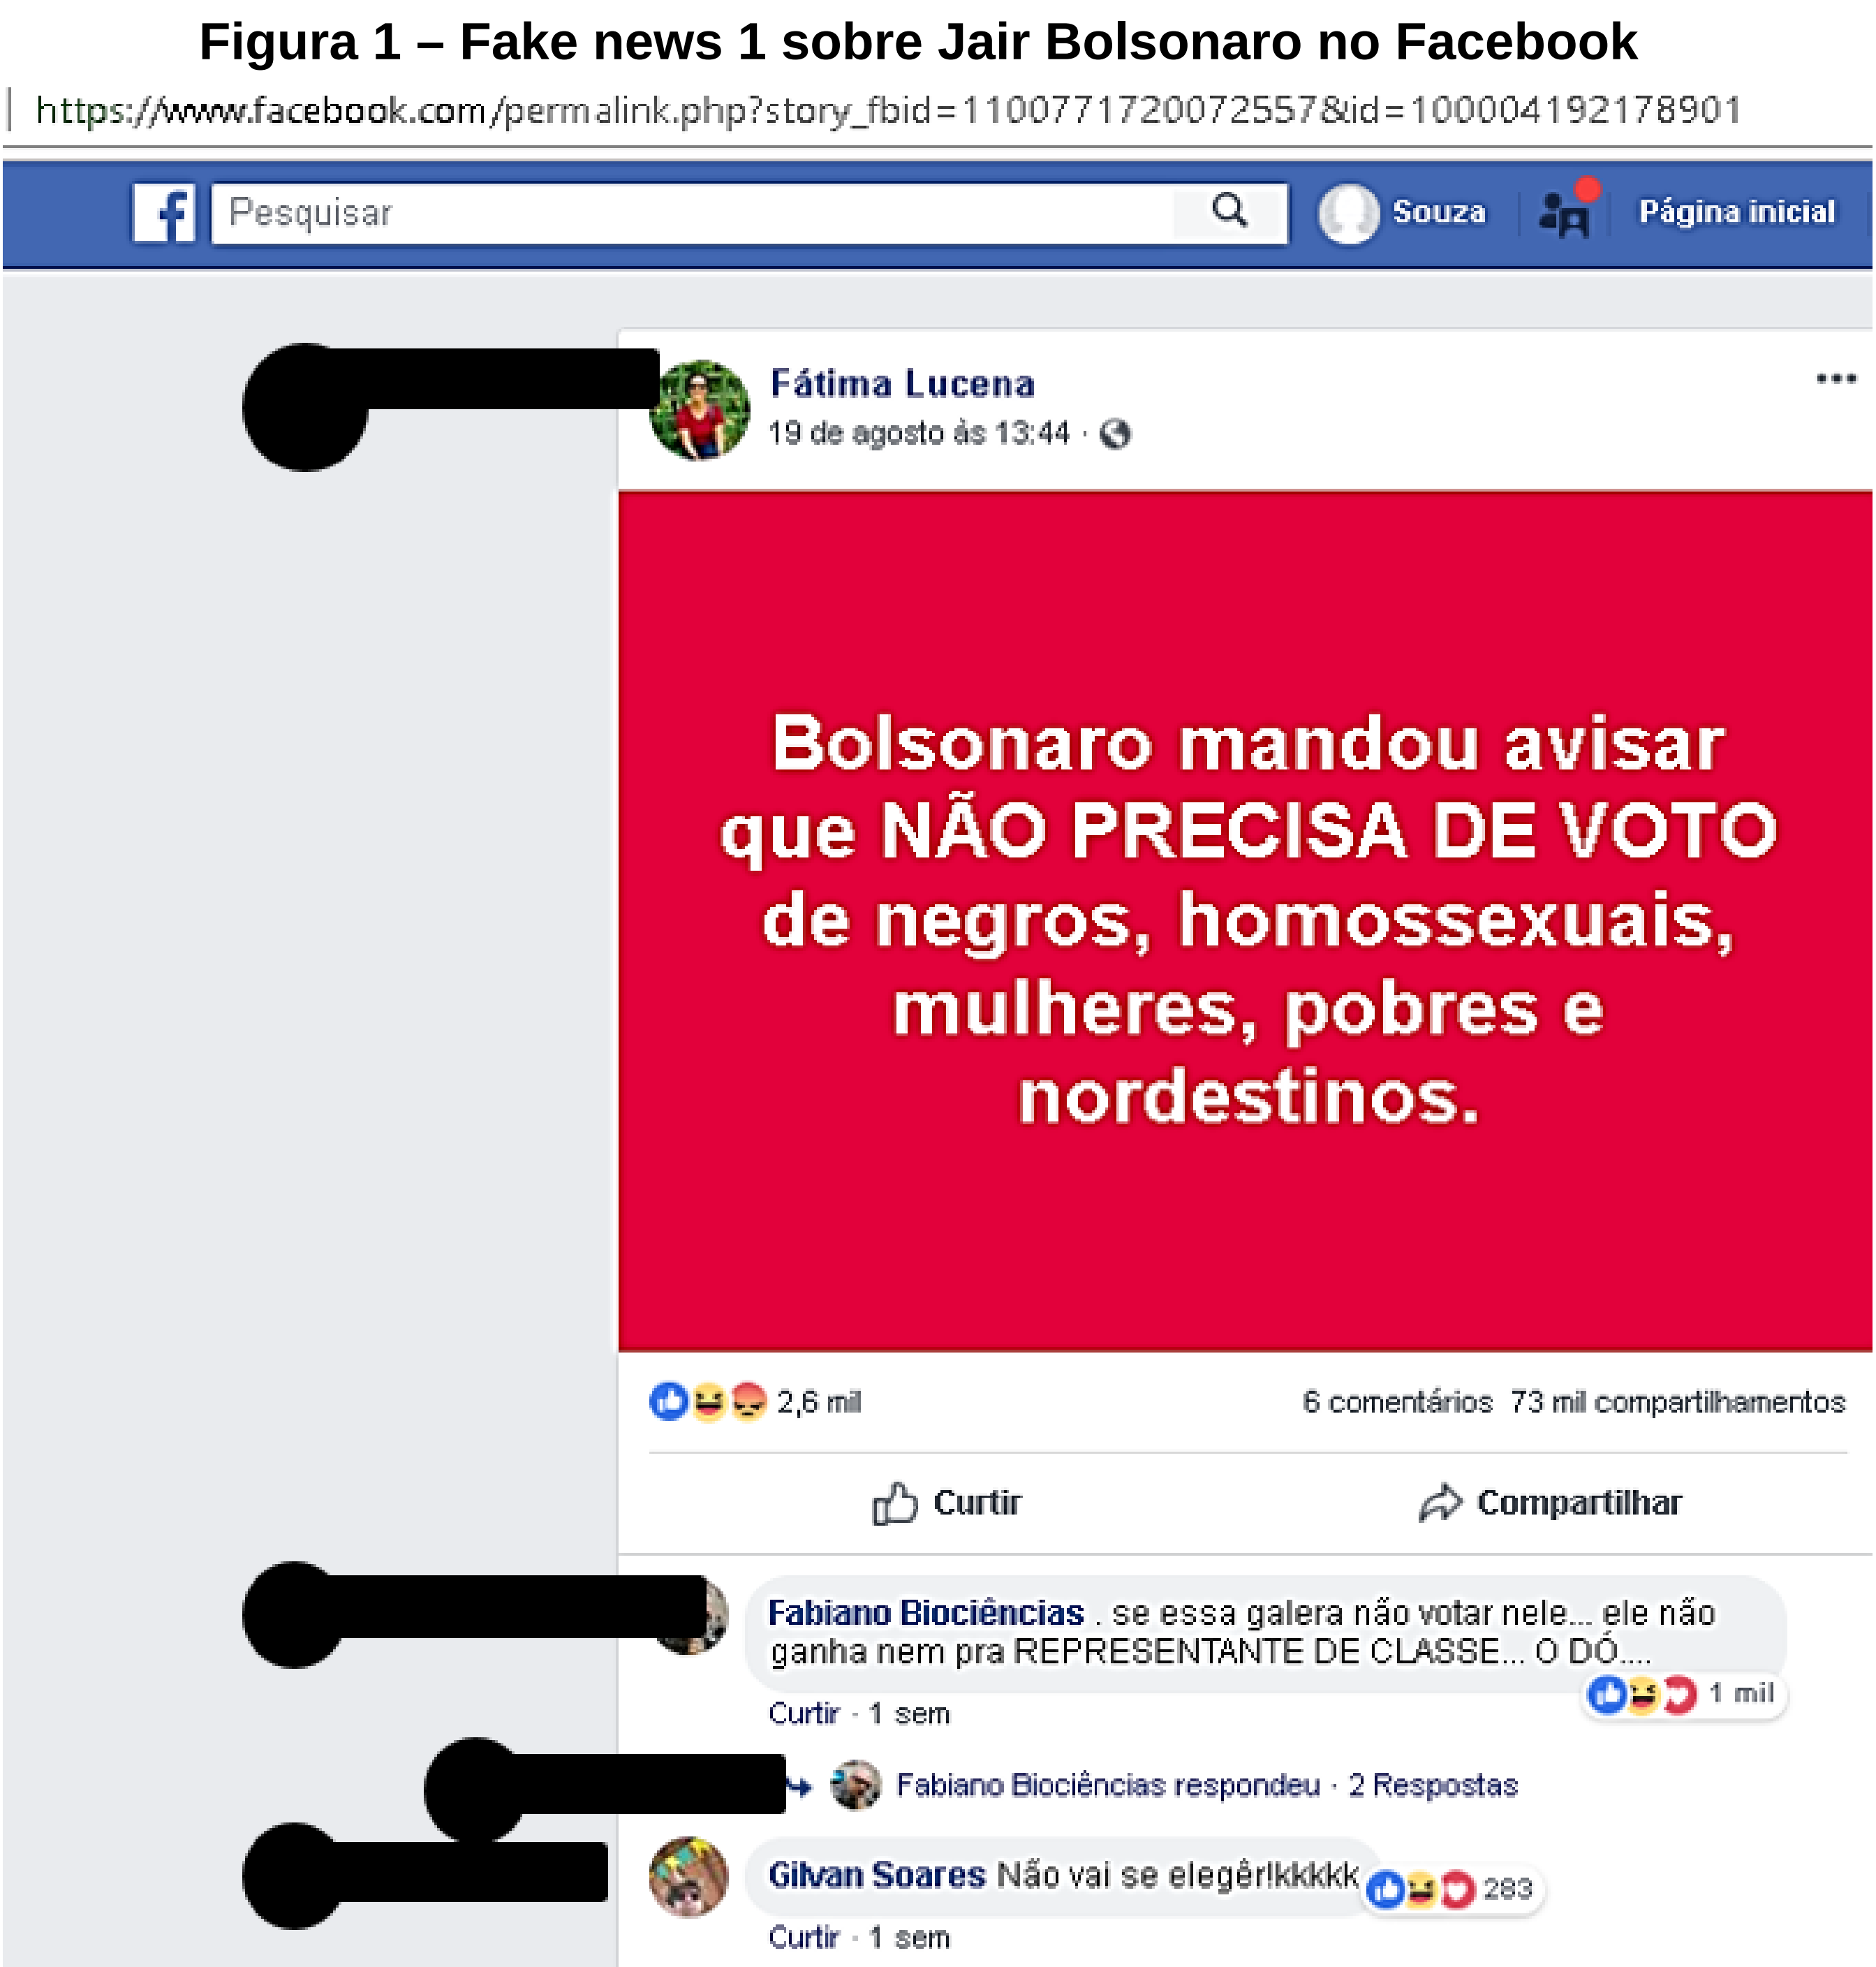 Figura 1 – Fake news 1 sobre Jair Bolsonaro no Facebook
https://www.facebook.com/permalink.php?story_fbid=1100771720072557&id=100004192178901
f Pesquisar Souza Página inicial
Fátima Lucena
19 de agosto às 13:44 ·
Bolsonaro mandou avisar
que NÃO PRECISA DE VOTO
de negros, homossexuais,
mulheres, pobres e
nordestinos.
2,6 mil 6 comentários 73 mil compartilhamentos
Curtir Compartilhar
Fabiano Biociências . se essa galera não votar nele... ele não
ganha nem pra REPRESENTANTE DE CLASSE... O DÓ....
1 mil
Curtir · 1 sem
Fabiano Biociências respondeu · 2 Respostas
Gilvan Soares Não vai se elegêr!kkkkk 283
Curtir · 1 sem